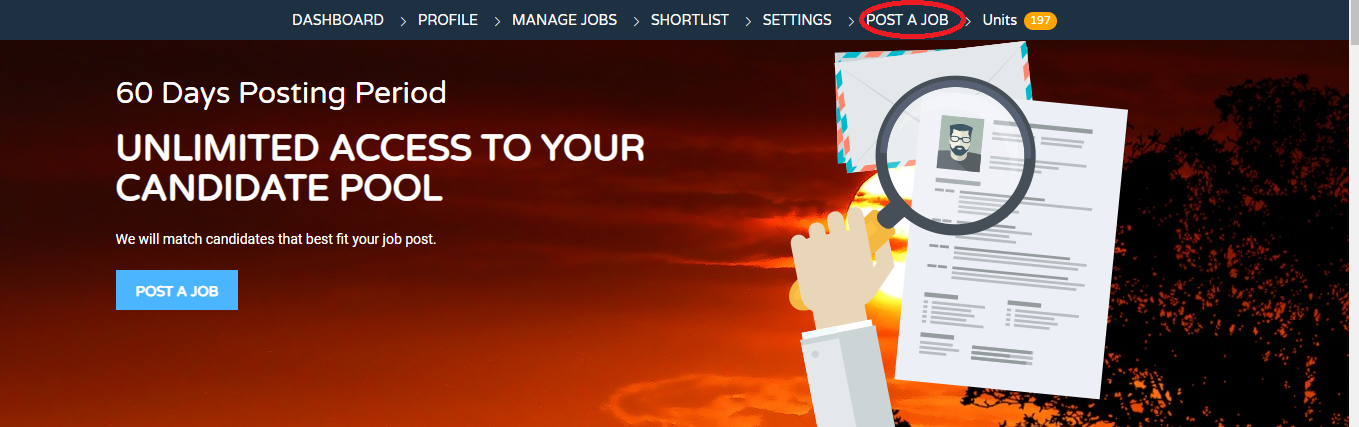 DASHBOARD > PROFILE > MANAGE JOBS > SHORTLIST > SETTINGS > POST A JOB > Units 197
60 Days Posting Period
UNLIMITED ACCESS TO YOUR
CANDIDATE POOL
We will match candidates that best fit your job post.
POST A JOB